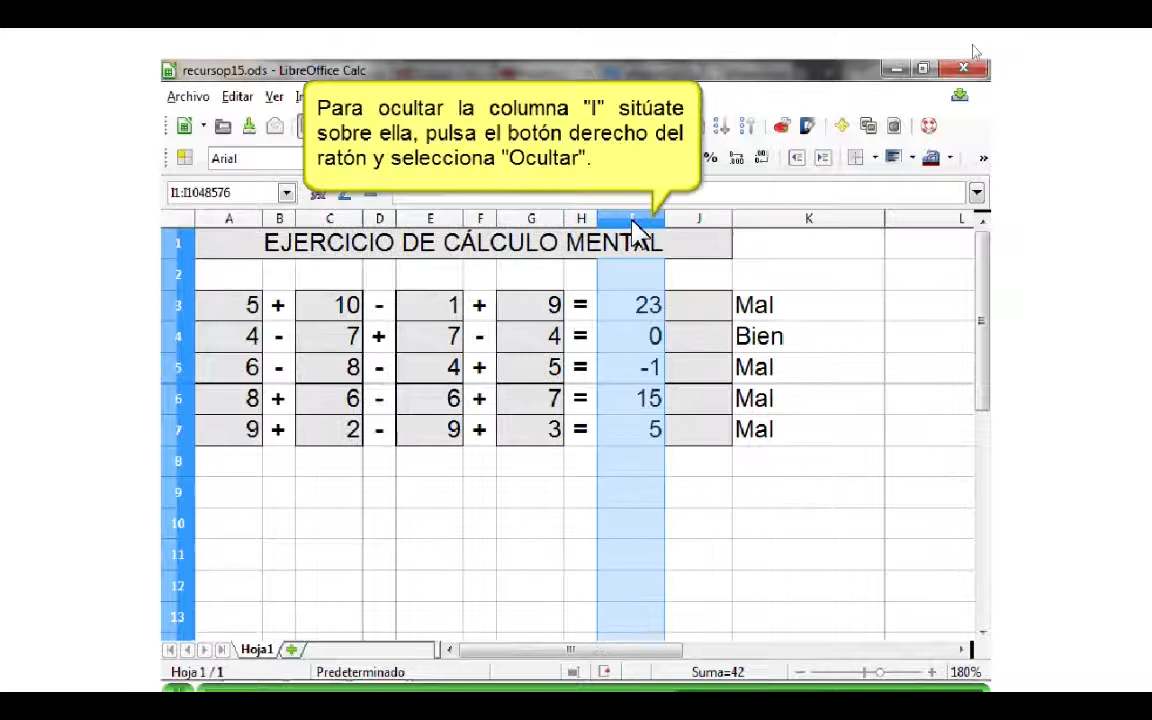 recursop15.ods - LibreOffice Calc
Archivo Editar Ver
Para ocultar la columna "I" sitúate
sobre ella, pulsa el botón derecho del
ratón y selecciona "Ocultar".
Arial
I1:I1048576
A B C D E F G H J K L
1 EJERCICIO DE CÁLCULO MENTAL
2
3 5 + 10 - 1 + 9 = 23 Mal
4 4 - 7 + 7 - 4 = 0 Bien
5 6 - 8 - 4 + 5 = -1 Mal
6 8 + 6 - 6 + 7 = 15 Mal
7 9 + 2 - 9 + 3 = 5 Mal
8
9
10
11
12
13
Hoja1
Hoja 1 / 1 Predeterminado Suma=42 180%